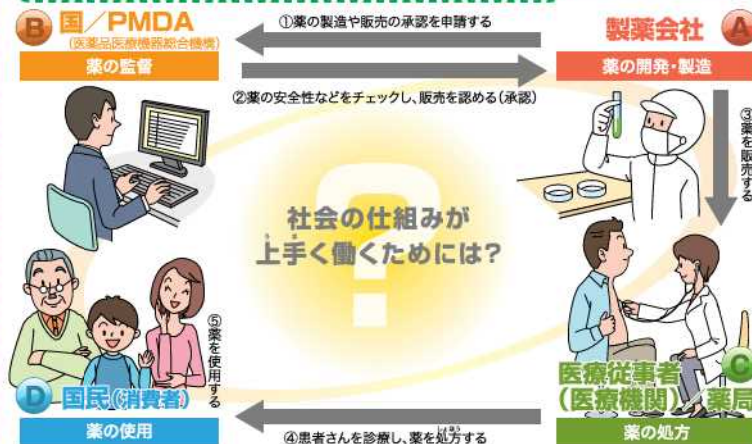 B 国／PMDA
(医薬品医療機器総合機構)
薬の監督
①薬の製造や販売の承認を申請する
②薬の安全性などをチェックし、販売を認める(承認)
製薬会社 A
薬の開発・製造
③薬を販売する
社会の仕組みが
上手く働くためには?
?
⑤薬を使用する
D 国民(消費者)
薬の使用
医療従事者 C
(医療機関) 薬局
薬の処方
④患者さんを診療し、薬を処方する